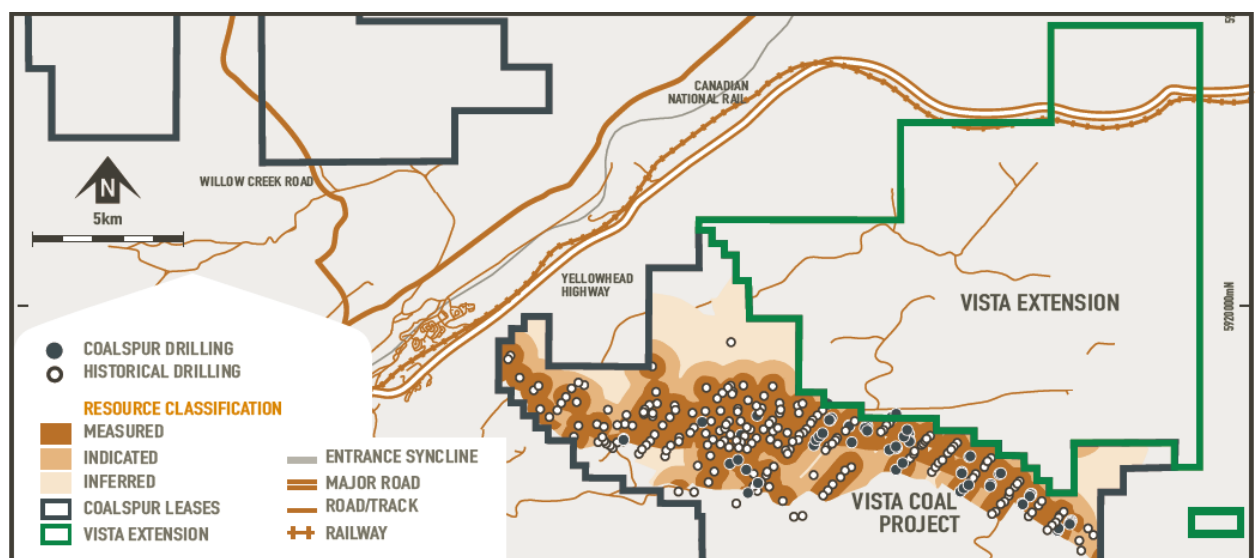 59
CANADIAN
NATIONAL RAIL
WILLOW CREEK ROAD
N
5km
YELLOWHEAD
HIGHWAY
VISTA EXTENSION
5920000mN
COALSPUR DRILLING
HISTORICAL DRILLING
RESOURCE CLASSIFICATION
MEASURED
INDICATED
INFERRED
COALSPUR LEASES
VISTA EXTENSION
ENTRANCE SYNCLINE
MAJOR ROAD
ROAD/TRACK
RAILWAY
VISTA COAL
PROJECT